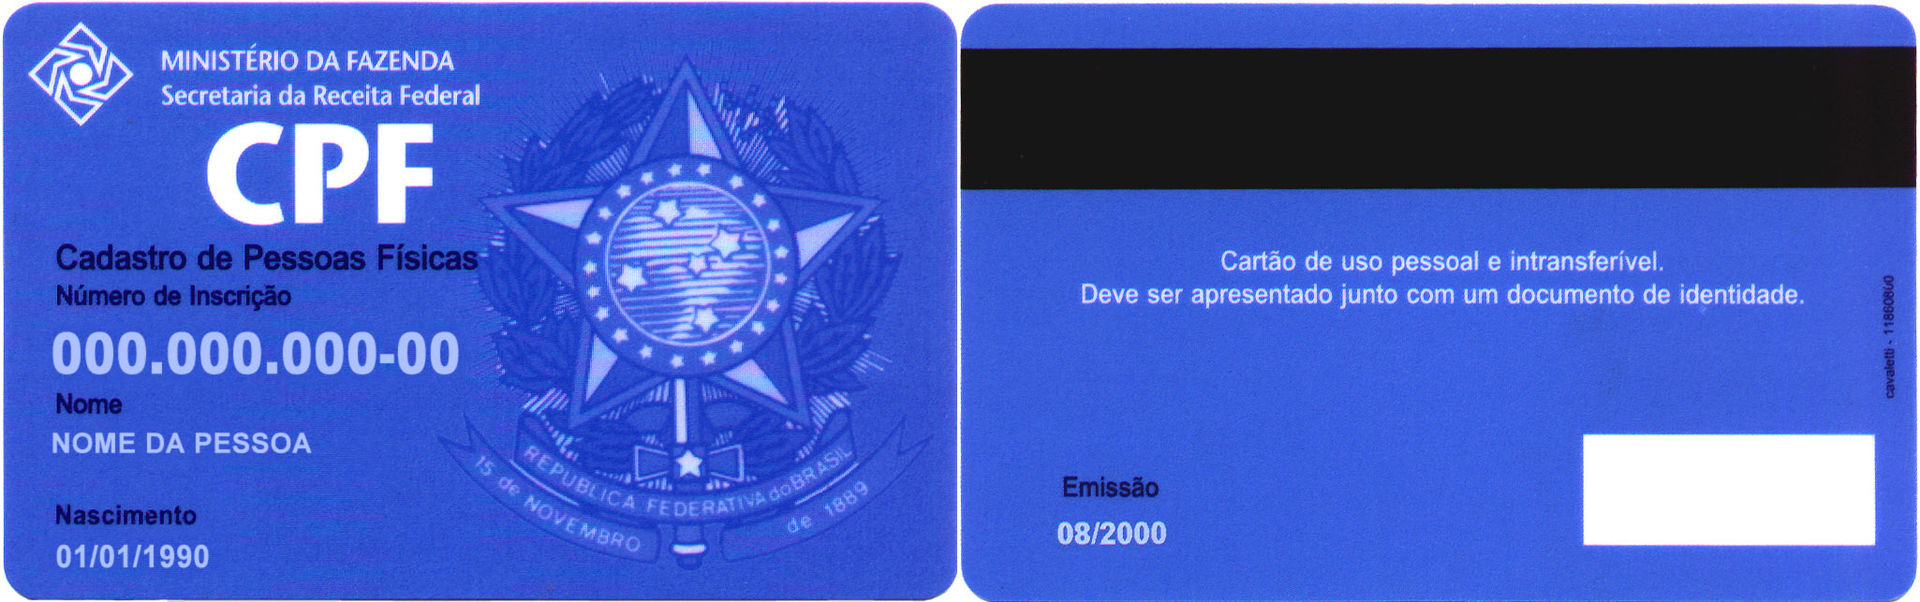 MINISTÉRIO DA FAZENDA
Secretaria da Receita Federal
CPF
Cadastro de Pessoas Físicas
Número de Inscrição
000.000.000-00
Nome
NOME DA PESSOA
Nascimento
01/01/1990
REPUBLICA FEDERATIVA do BRASIL
15 de NOVEMBRO de 1889
Cartão de uso pessoal e intransferível.
Deve ser apresentado junto com um documento de identidade.
cavaletti - 11860800
Emissão
08/2000